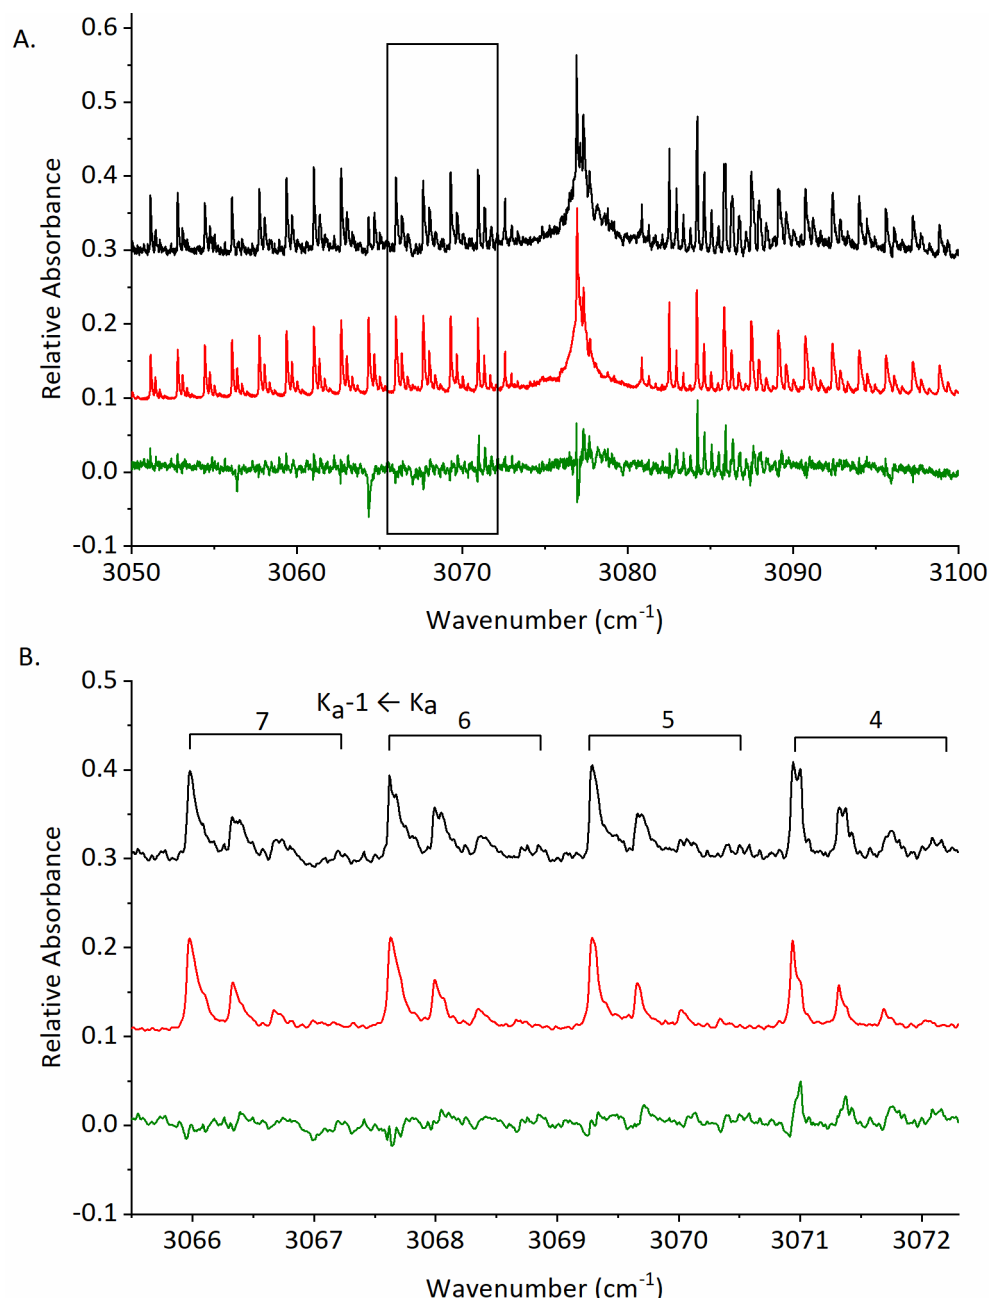 A.
0.6
0.5
0.4
0.3
0.2
0.1
0.0
-0.1
Relative Absorbance
3050 3060 3070 3080 3090 3100
Wavenumber (cm-1)
B.
0.5
0.4
0.3
0.2
0.1
0.0
-0.1
Relative Absorbance
Ka-1 ← Ka
7 6 5 4
3066 3067 3068 3069 3070 3071 3072
Wavenumber (cm-1)